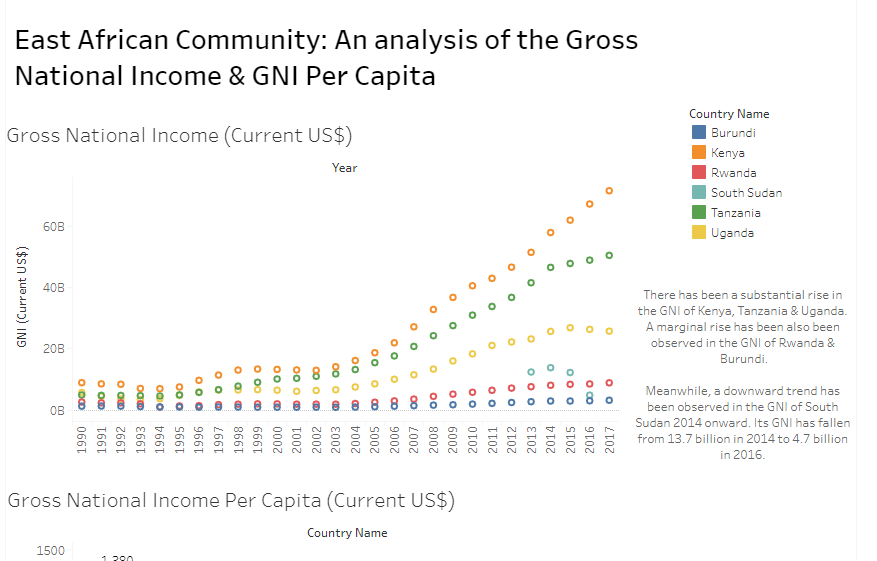 East African Community: An analysis of the Gross
National Income & GNI Per Capita
Gross National Income (Current US$)
Country Name
Burundi
Kenya
Rwanda
South Sudan
Tanzania
Uganda
Year
GNI (Current US$)
60B
40B
20B
0B
1990
1991
1992
1993
1994
1995
1996
1997
1998
1999
2000
2001
2002
2003
2004
2005
2006
2007
2008
2009
2010
2011
2012
2013
2014
2015
2016
2017
There has been a substantial rise in
the GNI of Kenya, Tanzania & Uganda.
A marginal rise has been also been
observed in the GNI of Rwanda &
Burundi.
Meanwhile, a downward trend has
been observed in the GNI of South
Sudan 2014 onward. Its GNI has fallen
from 13.7 billion in 2014 to 4.7 billion
in 2016.
Gross National Income Per Capita (Current US$)
Country Name
1500